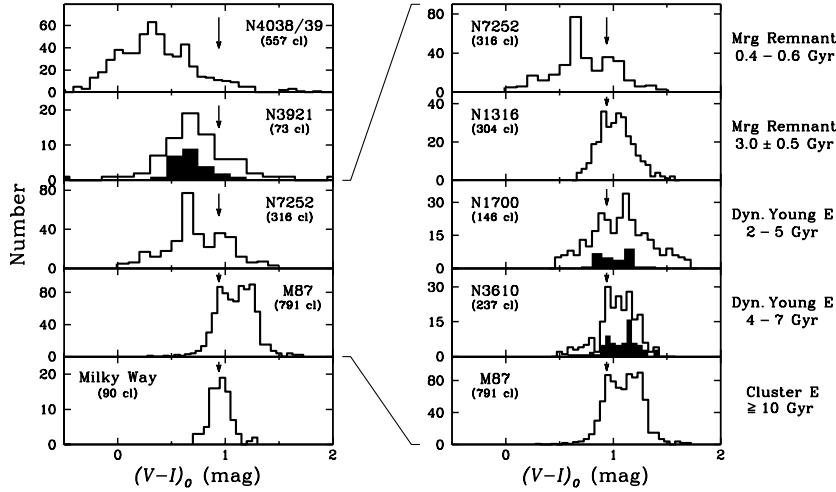 N4038/39
(557 cl)
60
40
20
0
N3921
(73 cl)
20
10
0
N7252
(316 cl)
80
40
0
M87
(791 cl)
80
40
0
Milky Way
(90 cl)
20
10
0
Number
0 1 2
(V−I)₀ (mag)
N7252
(316 cl)
80
40
0
Mrg Remnant
0.4 – 0.6 Gyr
N1316
(304 cl)
40
20
0
Mrg Remnant
3.0 ± 0.5 Gyr
N1700
(146 cl)
30
15
0
Dyn. Young E
2 – 5 Gyr
N3610
(237 cl)
30
15
0
Dyn. Young E
4 – 7 Gyr
M87
(791 cl)
80
40
0
Cluster E
≧ 10 Gyr
0 1 2
(V−I)₀ (mag)